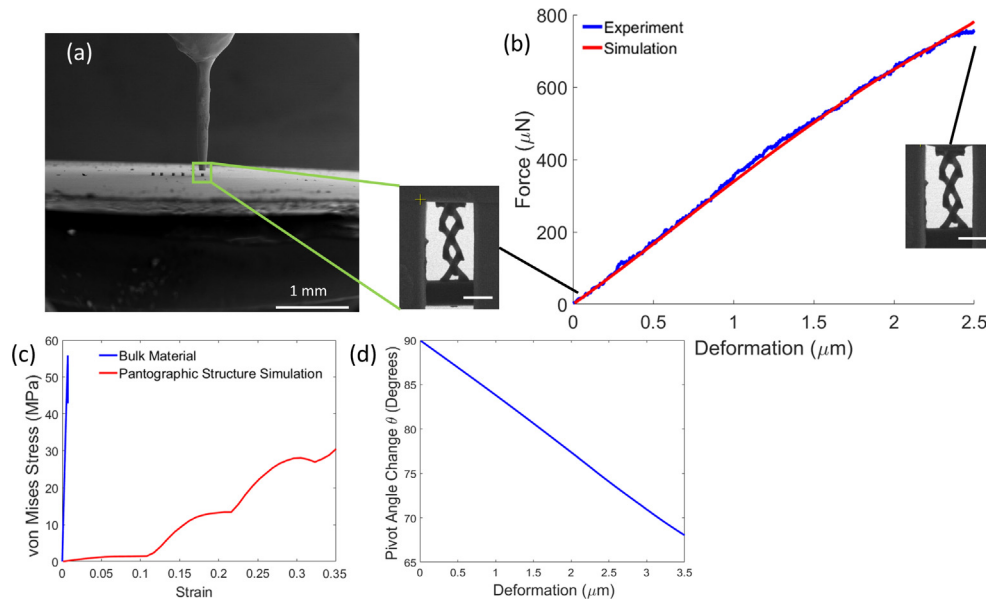 (a)
1 mm
(b)
Experiment
Simulation
Force (μN)
800
600
400
200
0
0 0.5 1 1.5 2 2.5
Deformation (μm)
(c)
Bulk Material
Pantographic Structure Simulation
von Mises Stress (MPa)
60
50
40
30
20
10
0
0 0.05 0.1 0.15 0.2 0.25 0.3 0.35
Strain
(d)
Pivot Angle Change θ (Degrees)
90
85
80
75
70
65
0 0.5 1 1.5 2 2.5 3 3.5
Deformation (μm)